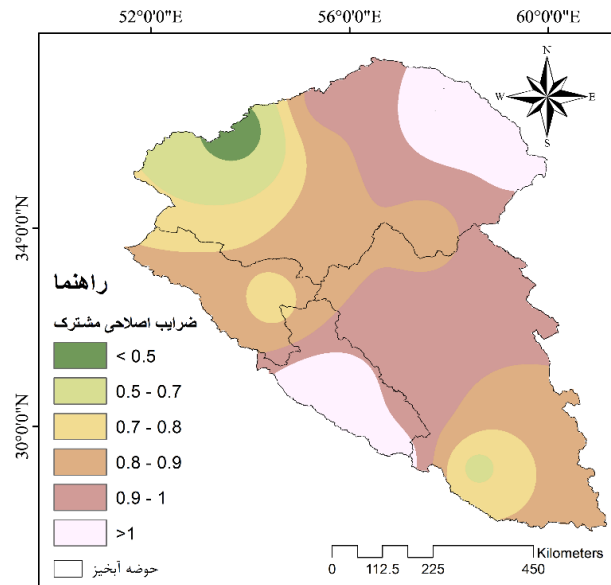 52°0'0"E
56°0'0"E
60°0'0"E
N
W
E
S
34°0'0"N
30°0'0"N
راهنما
ضرایب اصلاحی مشترک
< 0.5
0.5 - 0.7
0.7 - 0.8
0.8 - 0.9
0.9 - 1
>1
حوضه آبخیز
Kilometers
0 112.5 225 450